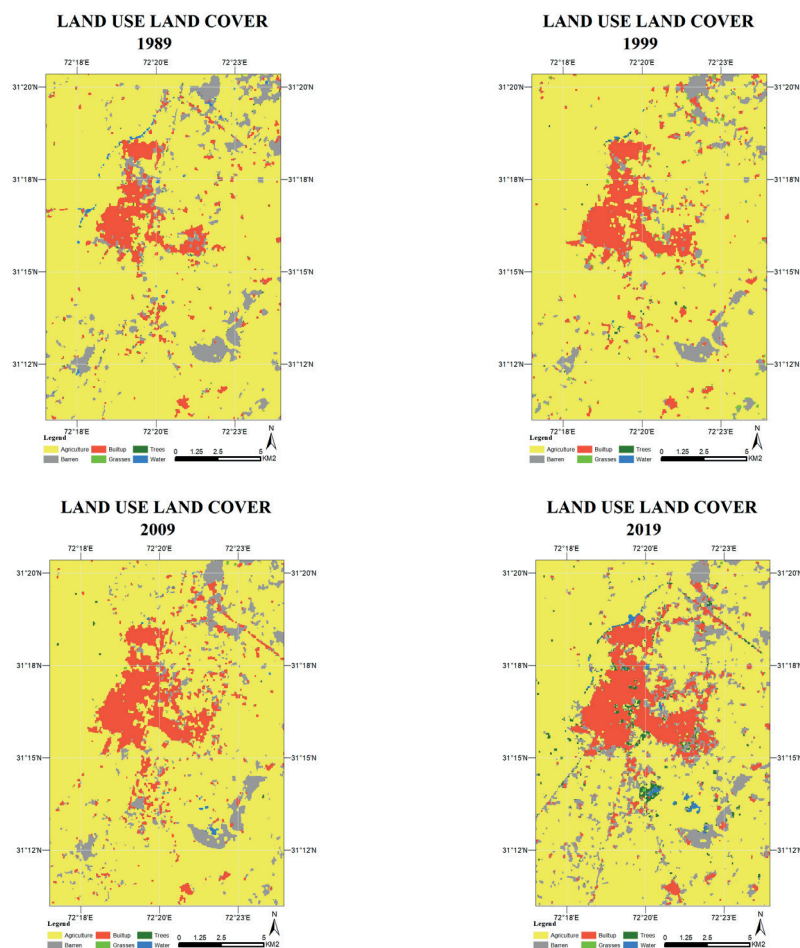 LAND USE LAND COVER
1989
72°18'E 72°20'E 72°23'E
31°20'N 31°20'N
31°18'N 31°18'N
31°15'N 31°15'N
31°12'N 31°12'N
72°18'E 72°20'E 72°23'E
N
Legend
Agriculture Builtup Trees 0 1.25 2.5 5
Barren Grasses Water KM2
LAND USE LAND COVER
1999
72°18'E 72°20'E 72°23'E
31°20'N 31°20'N
31°18'N 31°18'N
31°15'N 31°15'N
31°12'N 31°12'N
72°18'E 72°20'E 72°23'E
N
Legend
Agriculture Builtup Trees 0 1.25 2.5 5
Barren Grasses Water KM2
LAND USE LAND COVER
2009
72°18'E 72°20'E 72°23'E
31°20'N 31°20'N
31°18'N 31°18'N
31°15'N 31°15'N
31°12'N 31°12'N
72°18'E 72°20'E 72°23'E
N
Legend
Agriculture Builtup Trees 0 1.25 2.5 5
Barren Grasses Water KM2
LAND USE LAND COVER
2019
72°18'E 72°20'E 72°23'E
31°20'N 31°20'N
31°18'N 31°18'N
31°15'N 31°15'N
31°12'N 31°12'N
72°18'E 72°20'E 72°23'E
N
Legend
Agriculture Builtup Trees 0 1.25 2.5 5
Barren Grasses Water KM2